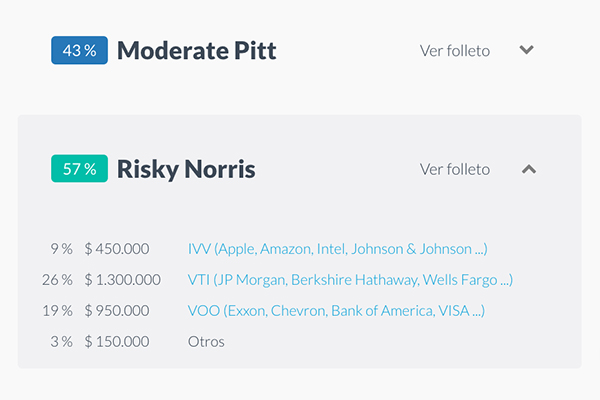 43 % Moderate Pitt Ver folleto
57 % Risky Norris Ver folleto
9 % $ 450.000 IVV (Apple, Amazon, Intel, Johnson & Johnson ...)
26 % $ 1.300.000 VTI (JP Morgan, Berkshire Hathaway, Wells Fargo ...)
19 % $ 950.000 VOO (Exxon, Chevron, Bank of America, VISA ...)
3 % $ 150.000 Otros